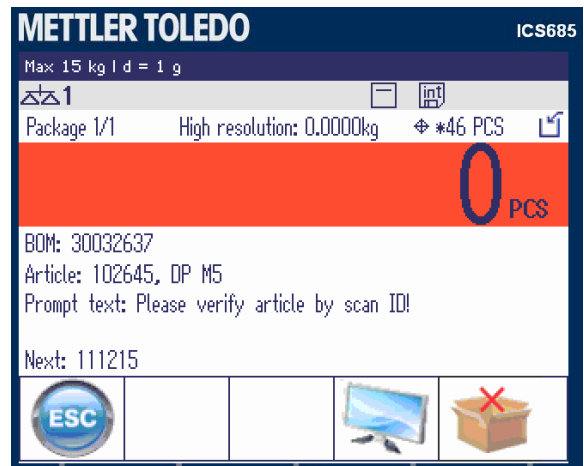 METTLER TOLEDO
ICS685
Max 15 kg | d = 1 g
1
int
Package 1/1 High resolution: 0.0000kg *46 PCS
0 PCS
BOM: 30032637
Article: 102645, DP M5
Prompt text: Please verify article by scan ID!
Next: 111215
ESC